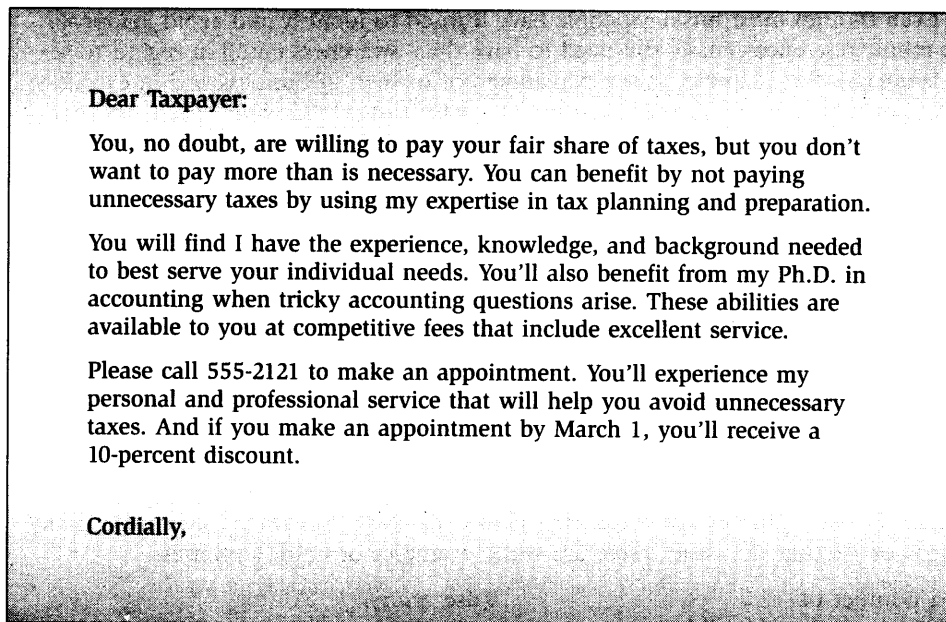 Dear Taxpayer:
You, no doubt, are willing to pay your fair share of taxes, but you don't
want to pay more than is necessary. You can benefit by not paying
unnecessary taxes by using my expertise in tax planning and preparation.
You will find I have the experience, knowledge, and background needed
to best serve your individual needs. You'll also benefit from my Ph.D. in
accounting when tricky accounting questions arise. These abilities are
available to you at competitive fees that include excellent service.
Please call 555-2121 to make an appointment. You'll experience my
personal and professional service that will help you avoid unnecessary
taxes. And if you make an appointment by March 1, you'll receive a
10-percent discount.
Cordially,